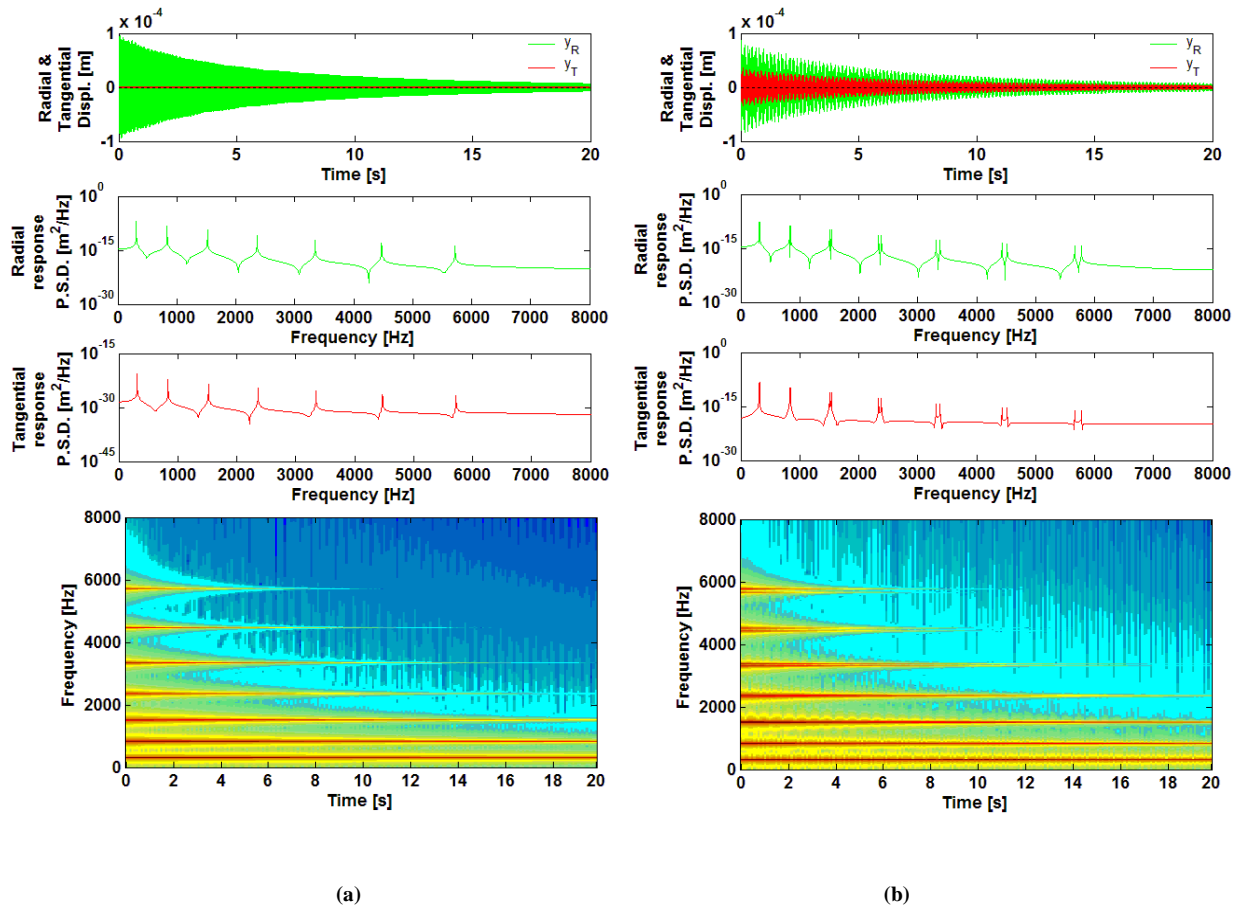 x 10^-4
Radial &
Tangential
Displ. [m]
1
0
-1
y_R
y_T
0 5 10 15 20
Time [s]
Radial
response
P.S.D. [m^2/Hz]
10^0
10^-15
10^-30
0 1000 2000 3000 4000 5000 6000 7000 8000
Frequency [Hz]
Tangential
response
P.S.D. [m^2/Hz]
10^-15
10^-30
10^-45
0 1000 2000 3000 4000 5000 6000 7000 8000
Frequency [Hz]
Frequency [Hz]
8000
6000
4000
2000
0
0 2 4 6 8 10 12 14 16 18 20
Time [s]
(a)
x 10^-4
Radial &
Tangential
Displ. [m]
1
0
-1
y_R
y_T
0 5 10 15 20
Time [s]
Radial
response
P.S.D. [m^2/Hz]
10^0
10^-15
10^-30
0 1000 2000 3000 4000 5000 6000 7000 8000
Frequency [Hz]
Tangential
response
P.S.D. [m^2/Hz]
10^0
10^-15
10^-30
0 1000 2000 3000 4000 5000 6000 7000 8000
Frequency [Hz]
Frequency [Hz]
8000
6000
4000
2000
0
0 2 4 6 8 10 12 14 16 18 20
Time [s]
(b)